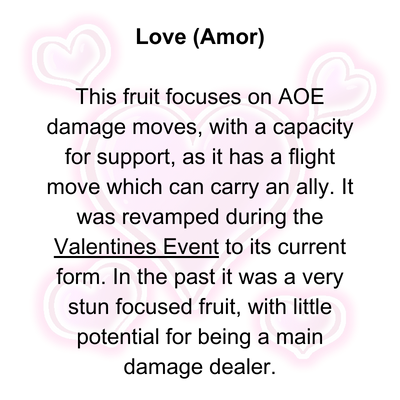 Love (Amor)
This fruit focuses on AOE
damage moves, with a capacity
for support, as it has a flight
move which can carry an ally. It
was revamped during the
Valentines Event to its current
form. In the past it was a very
stun focused fruit, with little
potential for being a main
damage dealer.